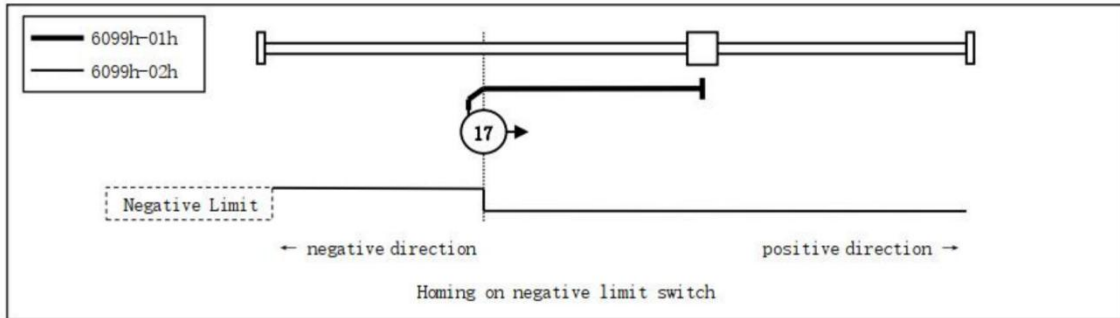 6099h-01h
6099h-02h
17
Negative Limit
← negative direction
positive direction →
Homing on negative limit switch